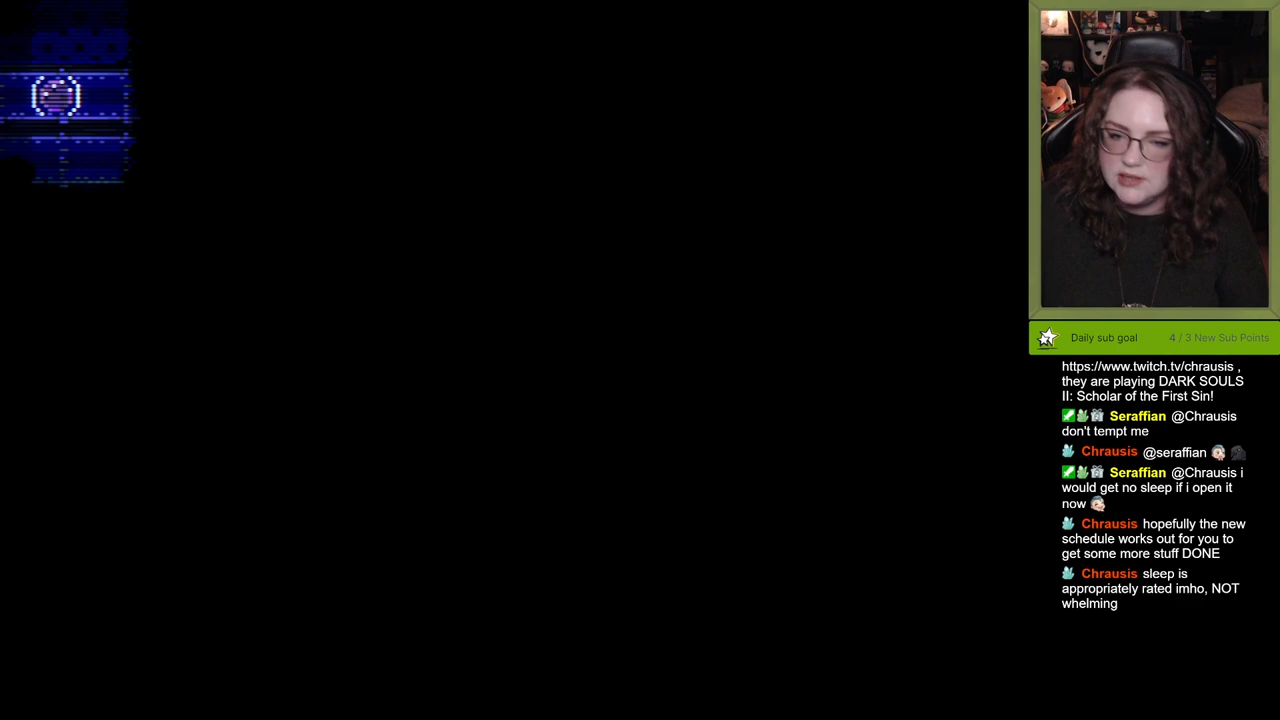 Daily sub goal 4 / 3 New Sub Points
https://www.twitch.tv/chrausis ,
they are playing DARK SOULS
II: Scholar of the First Sin!
Seraffian @Chrausis
don't tempt me
Chrausis @seraffian
Seraffian @Chrausis i
would get no sleep if i open it
now
Chrausis hopefully the new
schedule works out for you to
get some more stuff DONE
Chrausis sleep is
appropriately rated imho, NOT
whelming